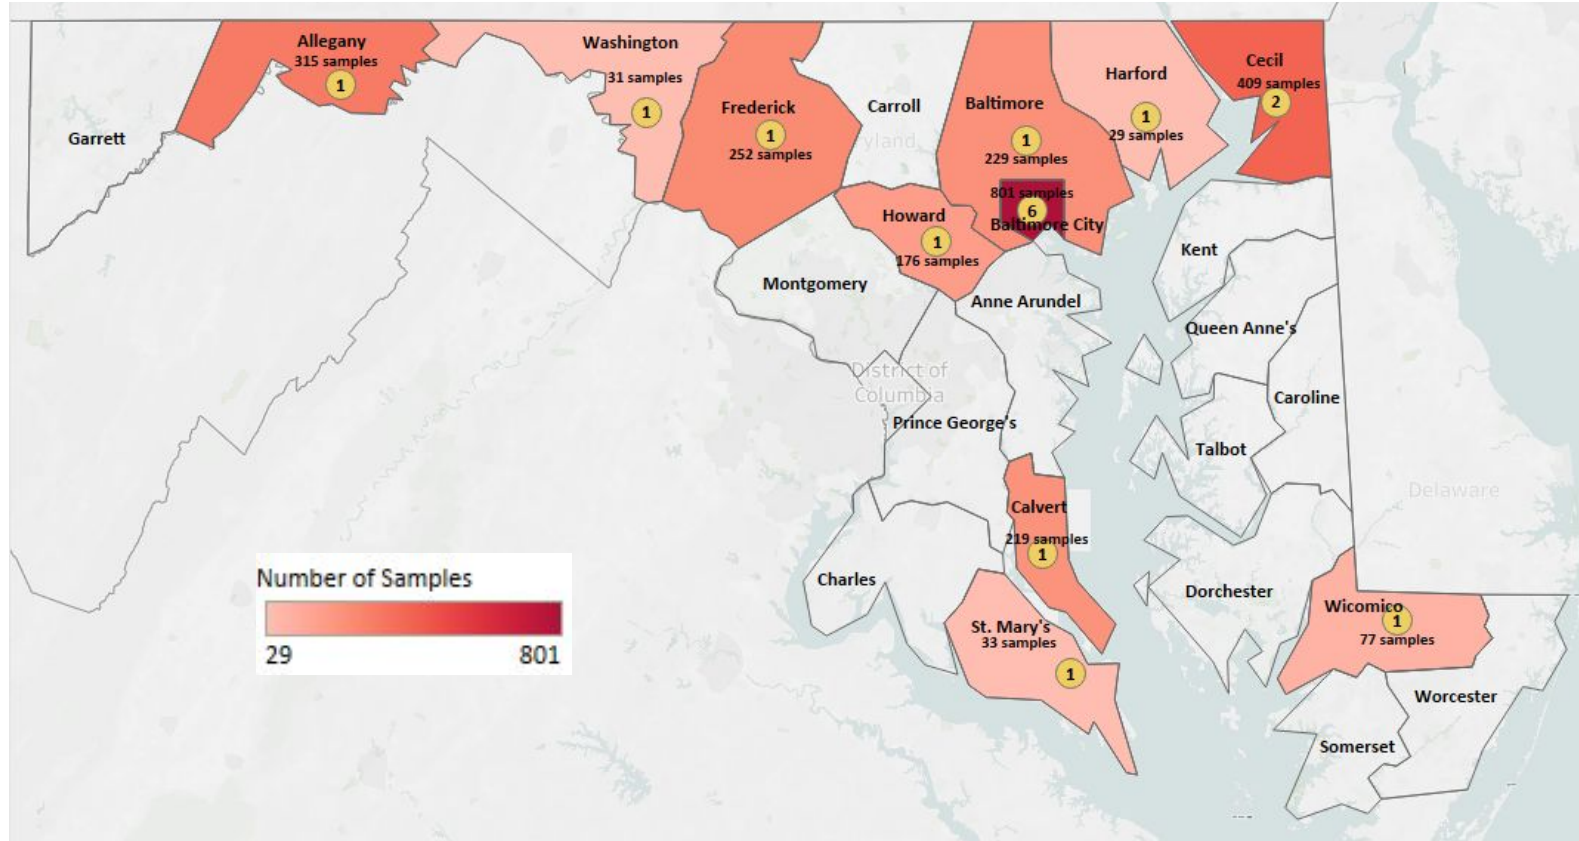 Allegany
315 samples
1
Washington
31 samples
1
Garrett
Frederick
1
252 samples
Carroll
ryland
Baltimore
1
229 samples
Harford
1
29 samples
Cecil
409 samples
2
801 samples
6
Baltimore City
Howard
1
176 samples
Montgomery
Anne Arundel
Kent
Queen Anne's
District of
Columbia
Prince George's
Caroline
Talbot
Delaware
Calvert
219 samples
1
Number of Samples
29
801
Charles
St. Mary's
33 samples
1
Dorchester
Wicomico
1
77 samples
Worcester
Somerset